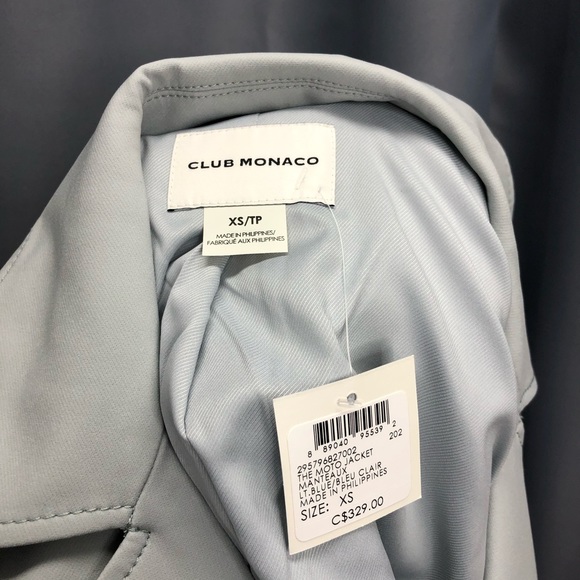 CLUB MONACO
XS/TP
MADE IN PHILIPPINES/
FABRIQUÉ AUX PHILIPPINES
8 89040 95539 2
202
295796827002
THE MOTO JACKET
MANTEAUX
LT.BLUE/BLEU CLAIR
MADE IN PHILIPPINES
SIZE: XS
C$329.00